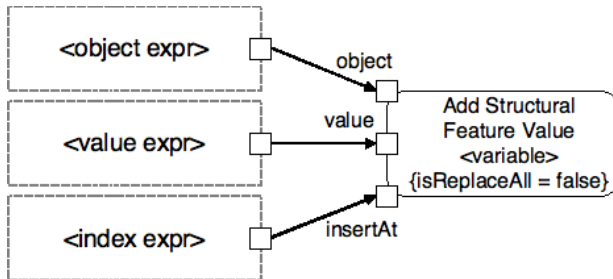 <object expr>
object
<value expr>
value
Add Structural
Feature Value
<variable>
{isReplaceAll = false}
<index expr>
insertAt